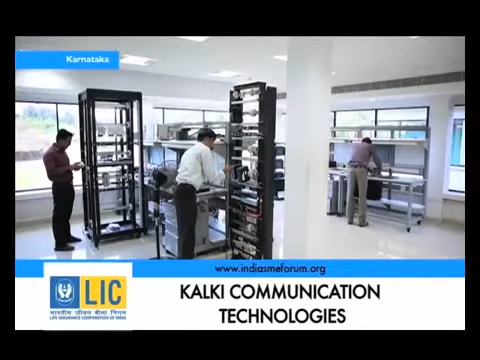 Karnataka
www.indiasmeforum.org
LIC
भारतीय जीवन बीमा निगम
LIFE INSURANCE CORPORATION OF INDIA
KALKI COMMUNICATION
TECHNOLOGIES